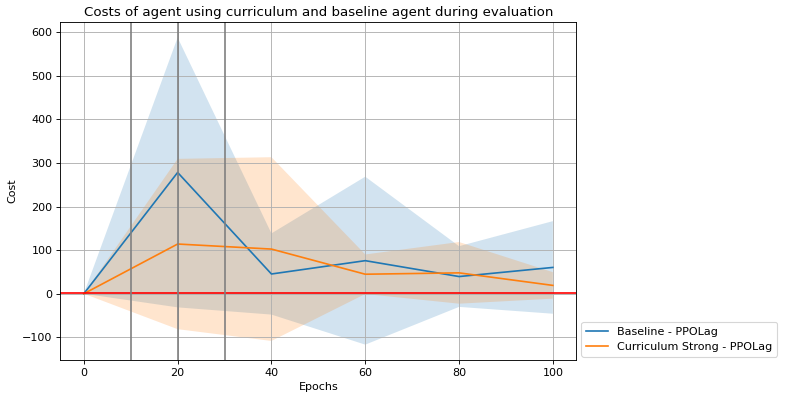 Costs of agent using curriculum and baseline agent during evaluation
600
500
400
300
200
100
0
−100
Cost
0 20 40 60 80 100
Epochs
Baseline - PPOLag
Curriculum Strong - PPOLag